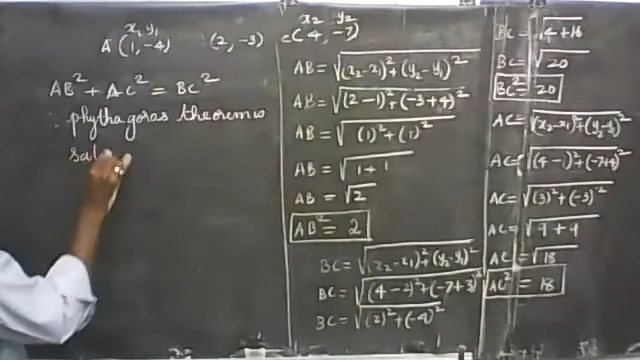 x₁ y₁
A (1, -4) (2, -3)
AB² + AC² = BC²
∴ phythagoras theorem is
sat
x₂ y₂
C(4, -7)
AB = √(x₂-x₁)²+(y₂-y₁)²
AB = √(2-1)²+(-3+4)²
AB = √(1)²+(1)²
AB = √1+1
AB = √2
AB² = 2
BC = √(x₂-x₁)²+(y₂-y₁)²
BC = √(4-2)²+(-7+3)²
BC = √(2)²+(-4)²
BC = √4+16
BC = √20
BC² = 20
AC = √(x₂-x₁)²+(y₂-y₁)²
AC = √(4-1)²+(-7+4)²
AC = √(3)²+(-3)²
AC = √9+9
AC = √18
AC² = 18